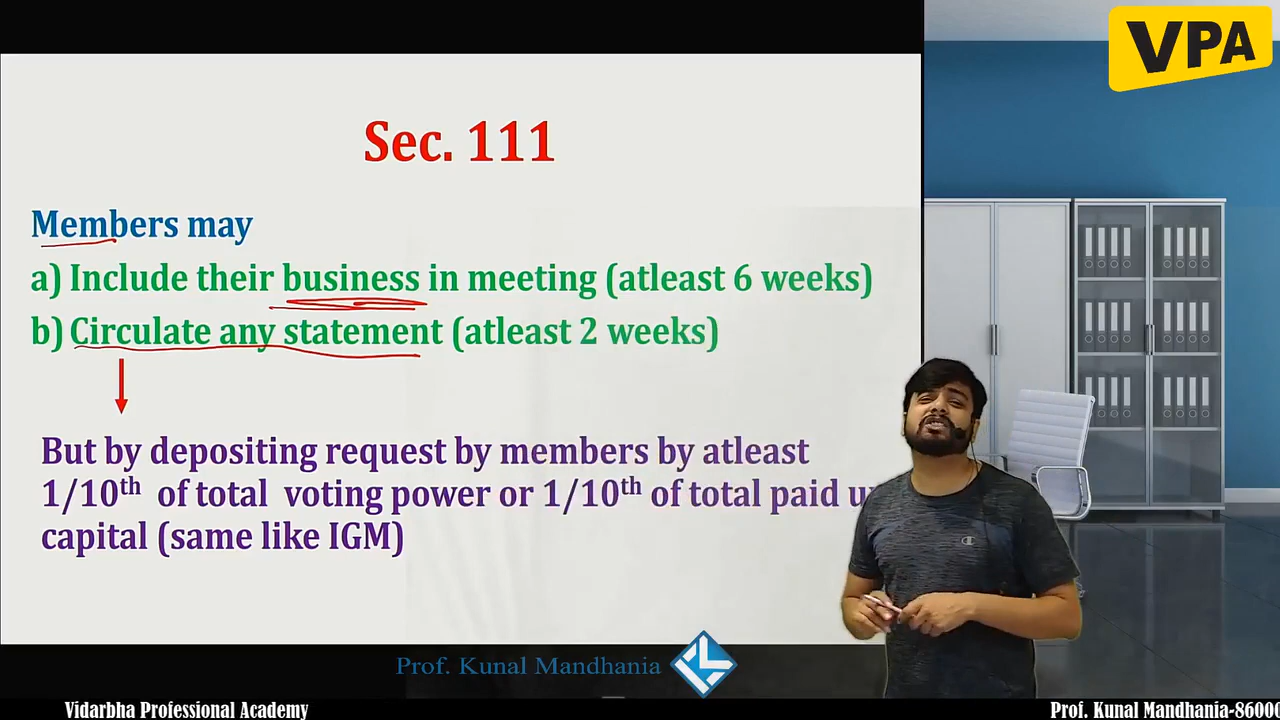 VPA
Sec. 111
Members may
a) Include their business in meeting (atleast 6 weeks)
b) Circulate any statement (atleast 2 weeks)
But by depositing request by members by atleast
1/10th of total voting power or 1/10th of total paid
capital (same like IGM)
Prof. Kunal Mandhania
Vidarbha Professional Academy
Prof. Kunal Mandhania-8600